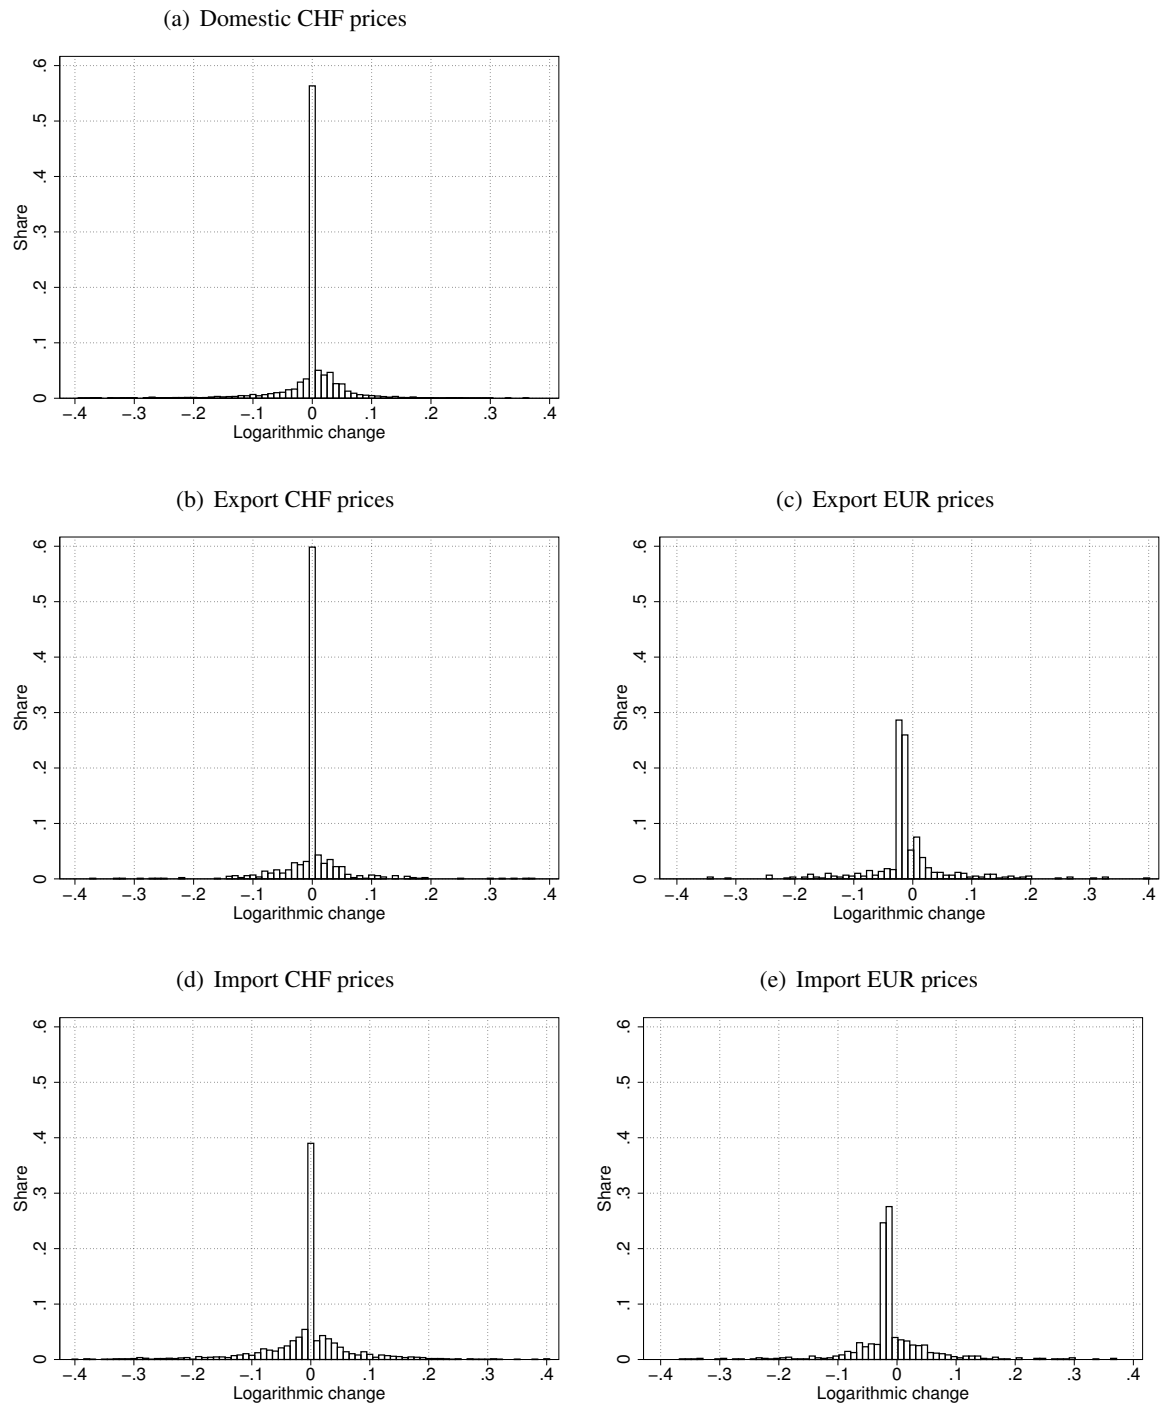 (a) Domestic CHF prices
.6
.5
.4
.3
.2
.1
0
Share
−.4 −.3 −.2 −.1 0 .1 .2 .3 .4
Logarithmic change
(b) Export CHF prices
.6
.5
.4
.3
.2
.1
0
Share
−.4 −.3 −.2 −.1 0 .1 .2 .3 .4
Logarithmic change
(c) Export EUR prices
.6
.5
.4
.3
.2
.1
0
Share
−.4 −.3 −.2 −.1 0 .1 .2 .3 .4
Logarithmic change
(d) Import CHF prices
.6
.5
.4
.3
.2
.1
0
Share
−.4 −.3 −.2 −.1 0 .1 .2 .3 .4
Logarithmic change
(e) Import EUR prices
.6
.5
.4
.3
.2
.1
0
Share
−.4 −.3 −.2 −.1 0 .1 .2 .3 .4
Logarithmic change